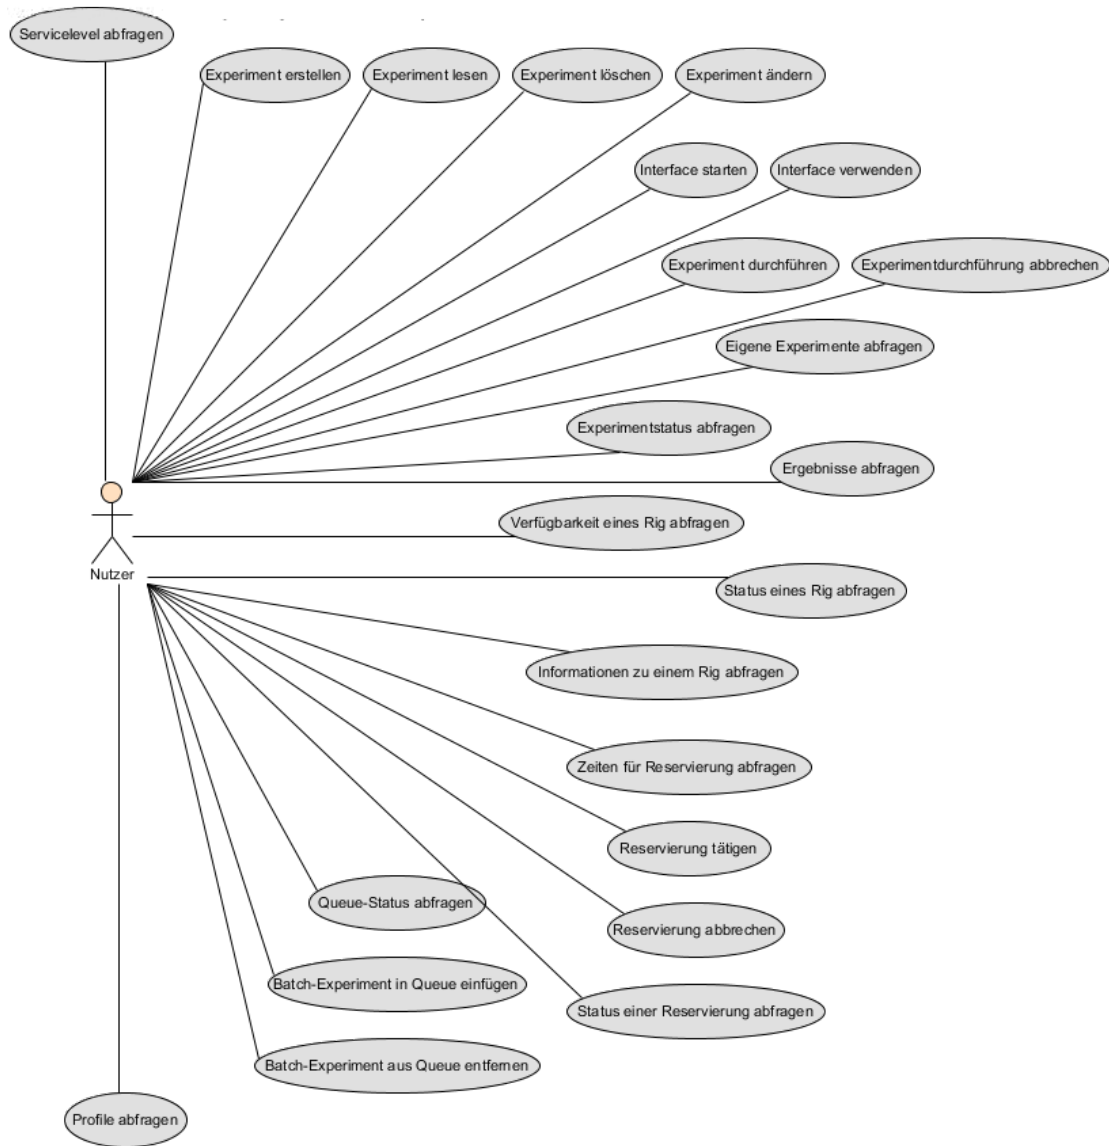 Servicelevel abfragen
Experiment erstellen
Experiment lesen
Experiment löschen
Experiment ändern
Interface starten
Interface verwenden
Experiment durchführen
Experimentdurchführung abbrechen
Eigene Experimente abfragen
Experimentstatus abfragen
Ergebnisse abfragen
Verfügbarkeit eines Rig abfragen
Nutzer
Status eines Rig abfragen
Informationen zu einem Rig abfragen
Zeiten für Reservierung abfragen
Reservierung tätigen
Queue-Status abfragen
Reservierung abbrechen
Batch-Experiment in Queue einfügen
Status einer Reservierung abfragen
Batch-Experiment aus Queue entfernen
Profile abfragen